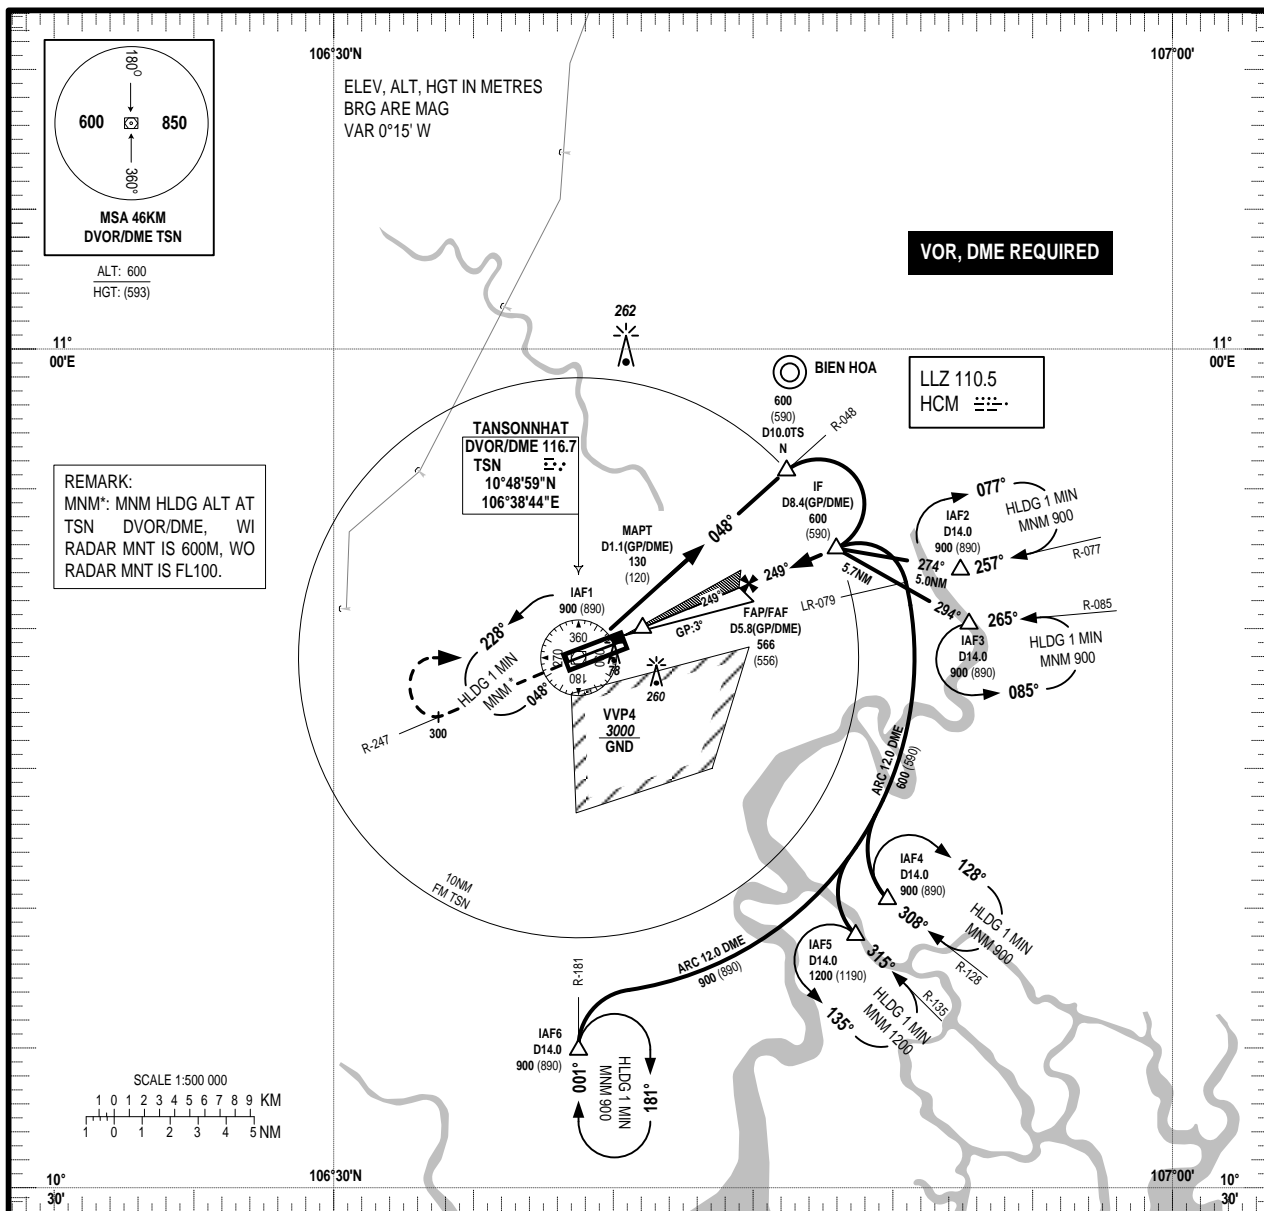 106°30'N
107°00'
180°
600
850
360°
MSA 46KM
DVOR/DME TSN
ALT: 600
HGT: (593)
ELEV, ALT, HGT IN METRES
BRG ARE MAG
VAR 0°15' W
VOR, DME REQUIRED
262
11°
00'E
11°
00'E
BIEN HOA
LLZ 110.5
HCM
600
(590)
D10.0TS
N
R-048
TANSONNHAT
DVOR/DME 116.7
TSN
10°48'59"N
106°38'44"E
REMARK:
MNM*: MNM HLDG ALT AT
TSN DVOR/DME, WI
RADAR MNT IS 600M, WO
RADAR MNT IS FL100.
IF
D8.4(GP/DME)
600
(590)
MAPT
D1.1(GP/DME)
130
(120)
048°
077°
HLDG 1 MIN
MNM 900
IAF2
D14.0
900 (890)
257°
R-077
274°
5.0NM
249°
5.7NM
LR-079
294°
IAF1
900 (890)
249°
GP:3°
FAP/FAF
D5.8(GP/DME)
566
(556)
265°
R-085
IAF3
D14.0
900 (890)
HLDG 1 MIN
MNM 900
085°
228°
HLDG 1 MIN
MNM *
048°
360
270
180
260
R-247
300
VVP4
3000
GND
ARC 12.0 DME
600 (590)
10NM
FM TSN
IAF4
D14.0
900 (890)
128°
308°
HLDG 1 MIN
MNM 900
R-128
IAF5
D14.0
1200 (1190)
315°
135°
HLDG 1 MIN
MNM 1200
R-135
ARC 12.0 DME
900 (890)
R-181
IAF6
D14.0
900 (890)
001°
HLDG 1 MIN
MNM 900
181°
SCALE 1:500 000
1 0 1 2 3 4 5 6 7 8 9 KM
1 0 1 2 3 4 5 NM
10°
30'
106°30'N
107°00'
10°
30'